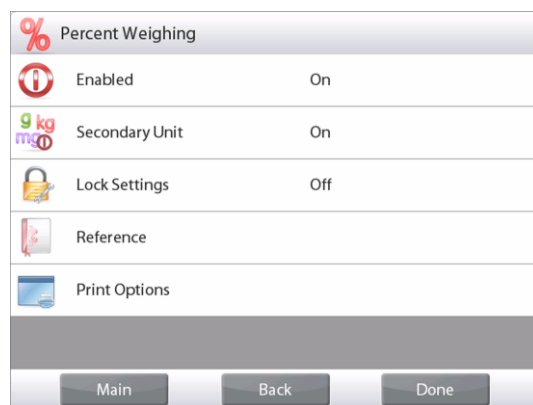 % Percent Weighing
Enabled On
g kg
mg
Secondary Unit On
Lock Settings Off
Reference
Print Options
Main Back Done